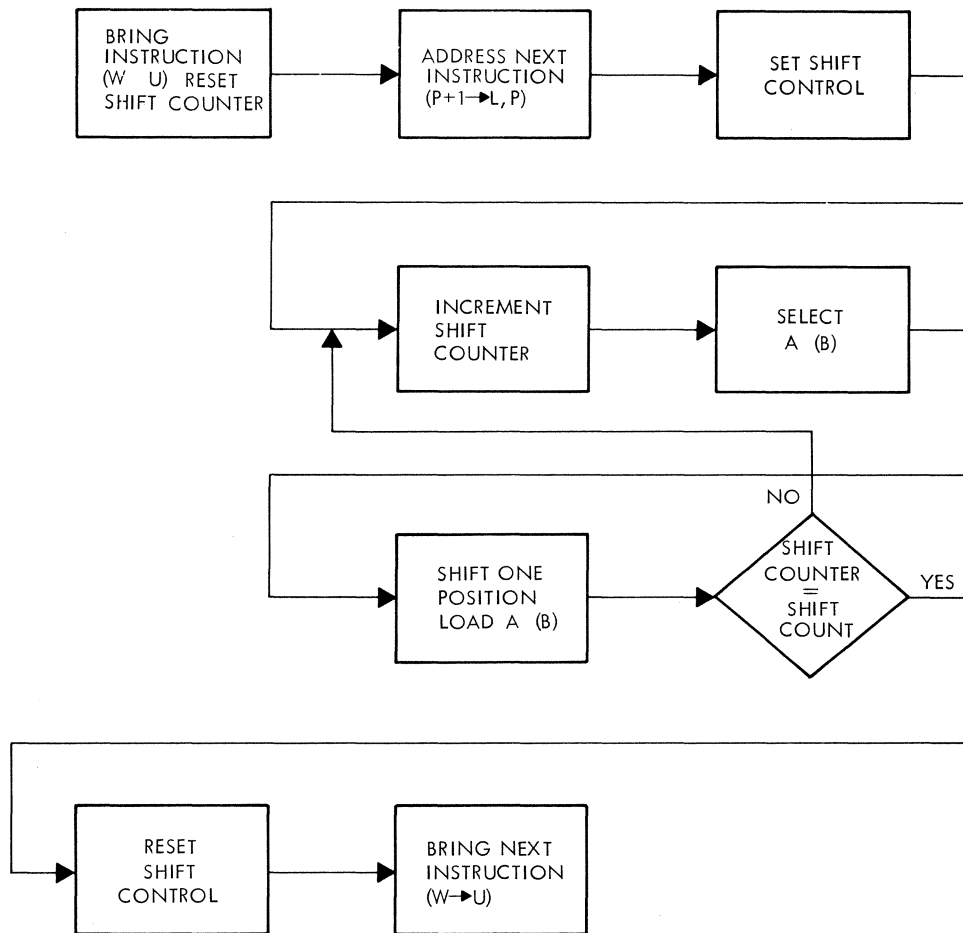 BRING
INSTRUCTION
(W U) RESET
SHIFT COUNTER
ADDRESS NEXT
INSTRUCTION
(P+1→L, P)
SET SHIFT
CONTROL
INCREMENT
SHIFT
COUNTER
SELECT
A (B)
SHIFT ONE
POSITION
LOAD A (B)
NO
SHIFT
COUNTER
=
SHIFT
COUNT
YES
RESET
SHIFT
CONTROL
BRING NEXT
INSTRUCTION
(W→U)